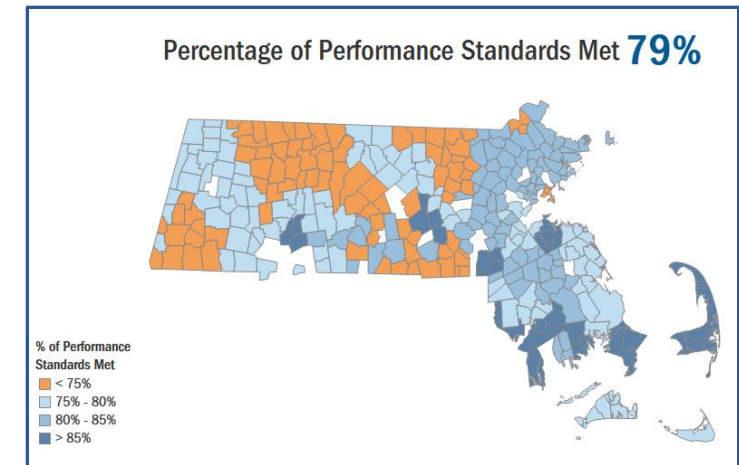 Percentage of Performance Standards Met 79%
% of Performance
Standards Met
< 75%
75% - 80%
80% - 85%
> 85%